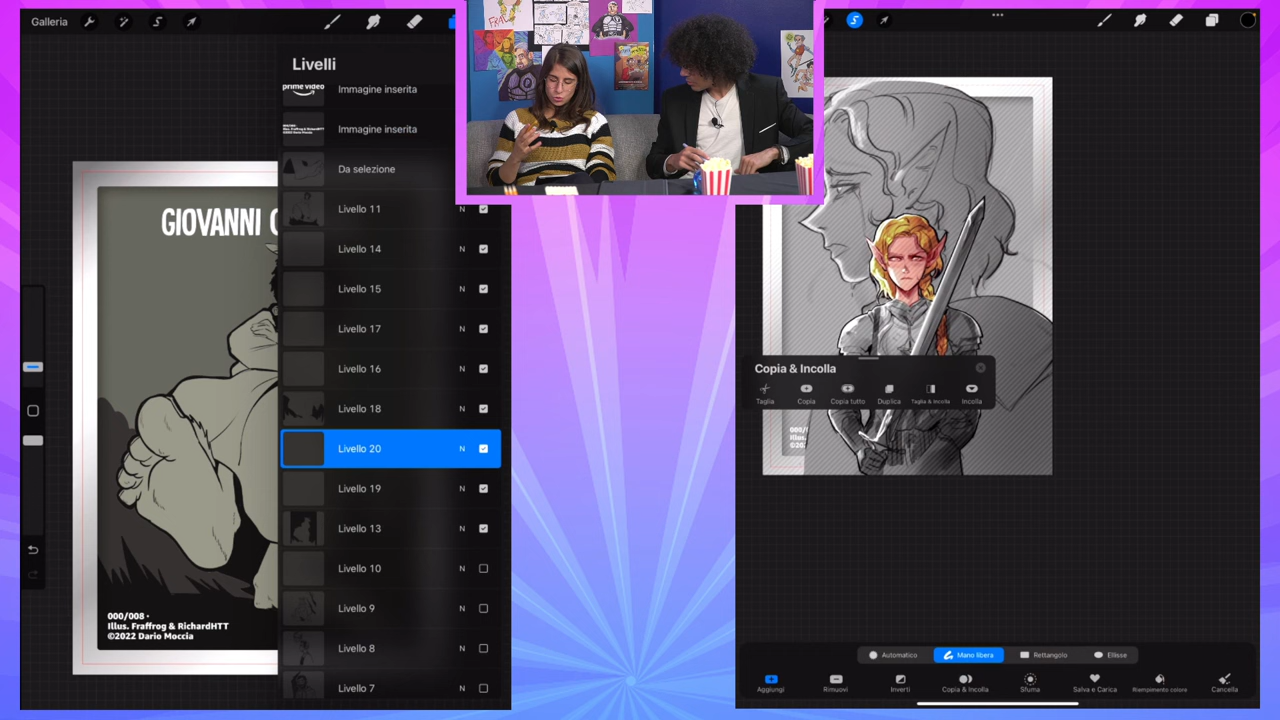 Galleria
Livelli
prime video
Immagine inserita
Immagine inserita
Da selezione
Livello 11 N
Livello 14 N
Livello 15 N
Livello 17 N
Livello 16 N
Livello 18 N
Livello 20 N
Livello 19 N
Livello 13 N
Livello 10 N
Livello 9 N
Livello 8 N
Livello 7 N
GIOVANNI
000/008 •
Illus. Fraffrog & RichardHTT
©2022 Dario Moccia
S
Copia & Incolla
Taglia
Copia
Copia tutto
Duplica
Taglia & Incolla
Incolla
000/
Illus.
©202
Automatico
Mano libera
Rettangolo
Ellisse
Aggiungi
Rimuovi
Inverti
Copia & Incolla
Sfuma
Salva e Carica
Riempimento colore
Cancella